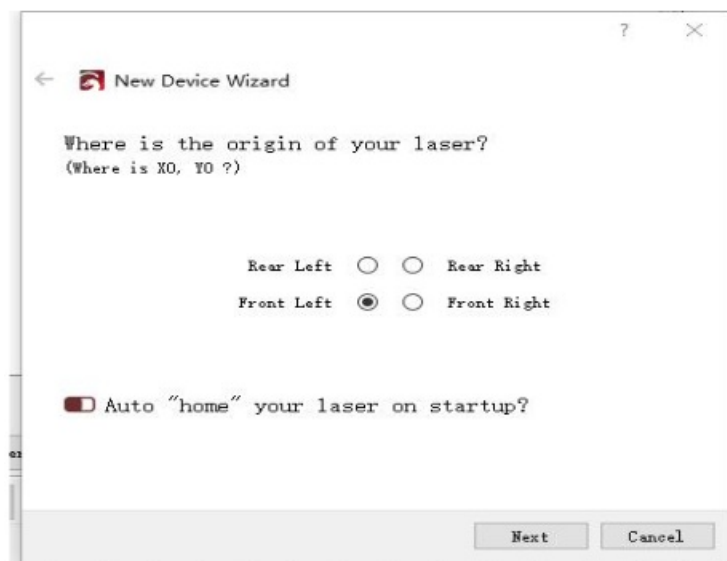 ?
New Device Wizard
Where is the origin of your laser?
(Where is X0, Y0 ?)
Rear Left Rear Right
Front Left Front Right
Auto "home" your laser on startup?
Next Cancel